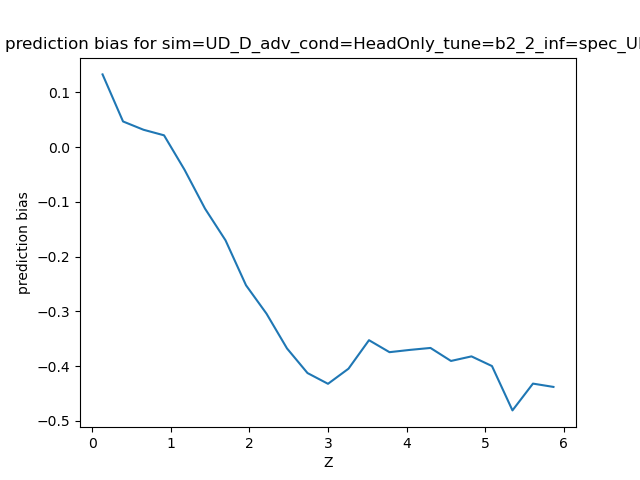 prediction bias for sim=UD_D_adv_cond=HeadOnly_tune=b2_2_inf=spec_U
0.1
0.0
−0.1
−0.2
−0.3
−0.4
−0.5
prediction bias
0 1 2 3 4 5 6
Z